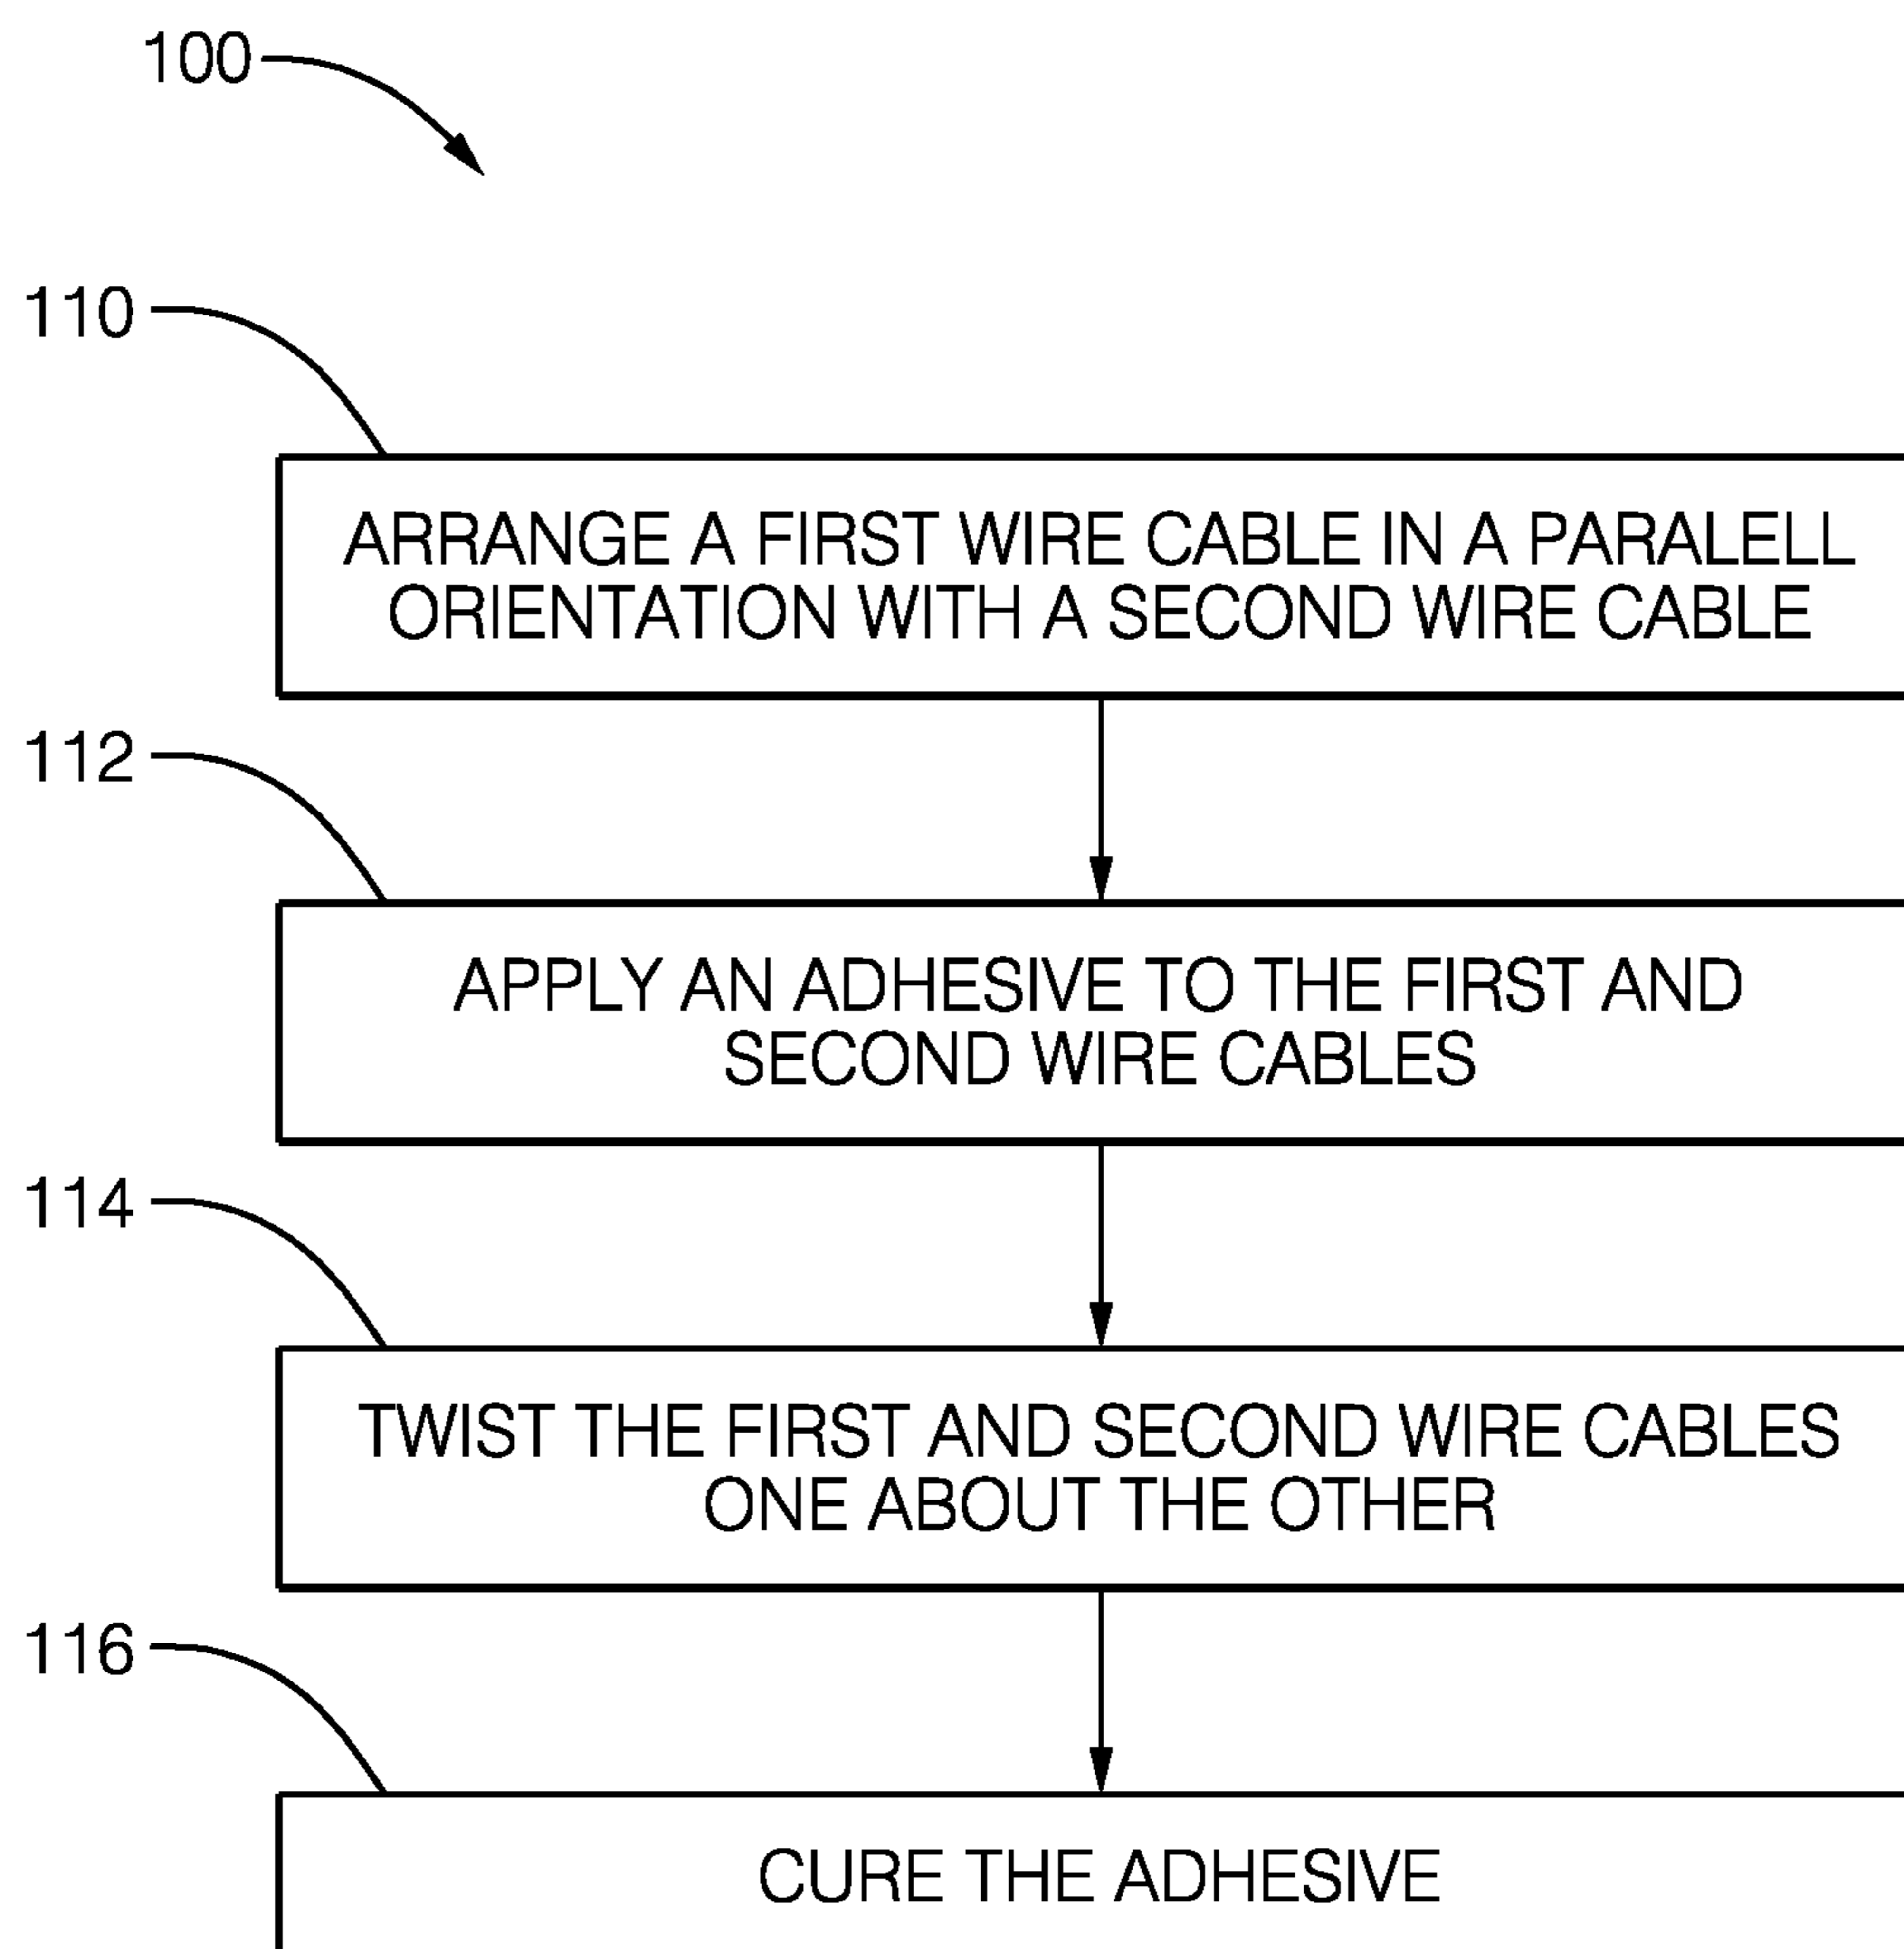 100
110
ARRANGE A FIRST WIRE CABLE IN A PARALELL
ORIENTATION WITH A SECOND WIRE CABLE
112
APPLY AN ADHESIVE TO THE FIRST AND
SECOND WIRE CABLES
114
TWIST THE FIRST AND SECOND WIRE CABLES
ONE ABOUT THE OTHER
116
CURE THE ADHESIVE